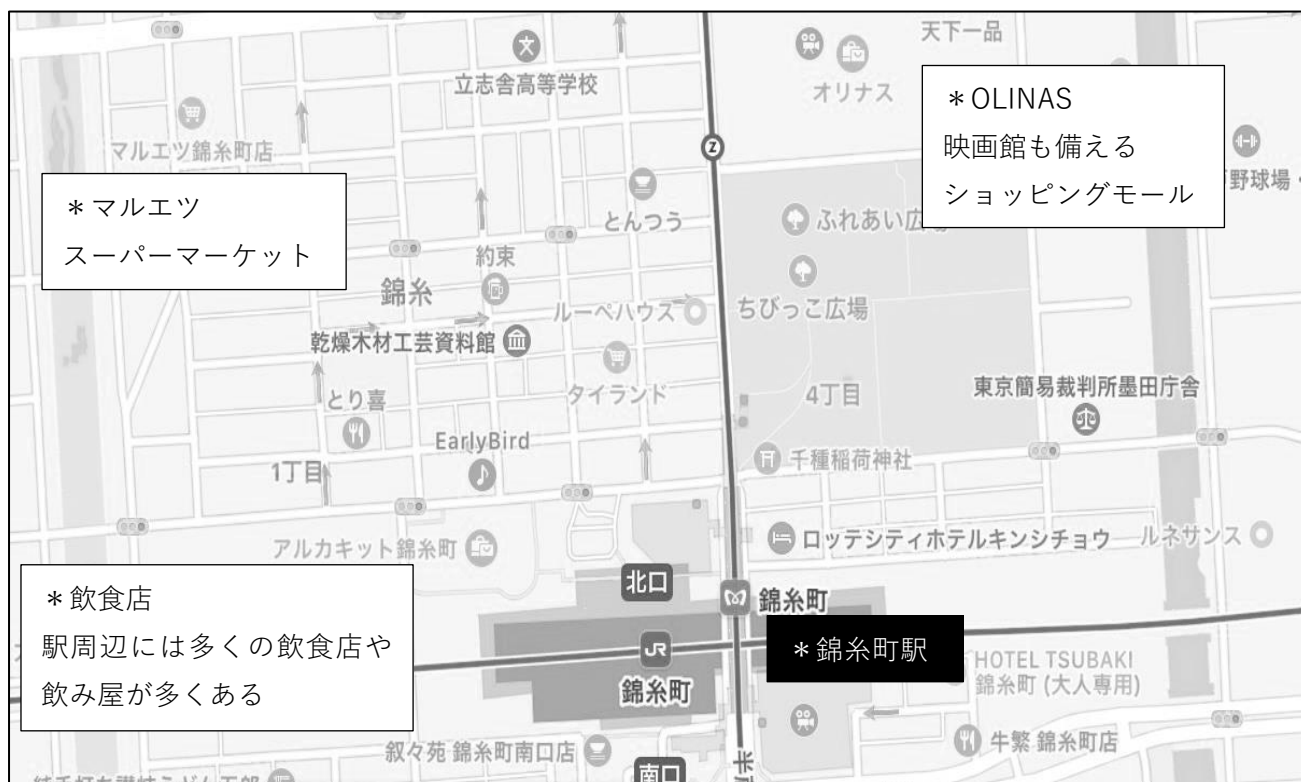 天下一品
立志舎高等学校
オリナス
＊OLINAS
映画館も備える
ショッピングモール
マルエツ錦糸町店
野球場・
＊マルエツ
スーパーマーケット
とんつう
ふれあい広場
約束
錦糸
ルーペハウス
ちびっこ広場
乾燥木材工芸資料館
タイランド
4丁目
東京簡易裁判所墨田庁舎
とり喜
EarlyBird
千種稲荷神社
1丁目
アルカキット錦糸町
ロッテシティホテルキンシチョウ
ルネサンス
＊飲食店
駅周辺には多くの飲食店や
飲み屋が多くある
北口
錦糸町
＊錦糸町駅
JR
錦糸町
HOTEL TSUBAKI
錦糸町 (大人専用)
叙々苑 錦糸町南口店
牛繁 錦糸町店
南口
Z
文